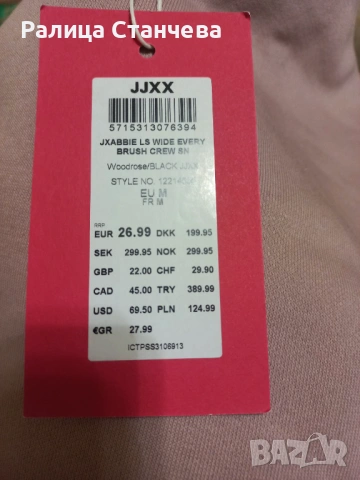 Ралица Станчева
JJXX
5715313076394
JXABBIE LS WIDE EVERY
BRUSH CREW SN
Woodrose/BLACK JJXX
STYLE NO.
EU M
FR M
RRP
EUR 26.99 DKK 199.95
SEK 299.95 NOK 299.95
GBP 22.00 CHF 29.90
CAD 45.00 TRY 389.99
USD 69.50 PLN 124.99
€GR 27.99
ICTPSS3106913
BAZAR